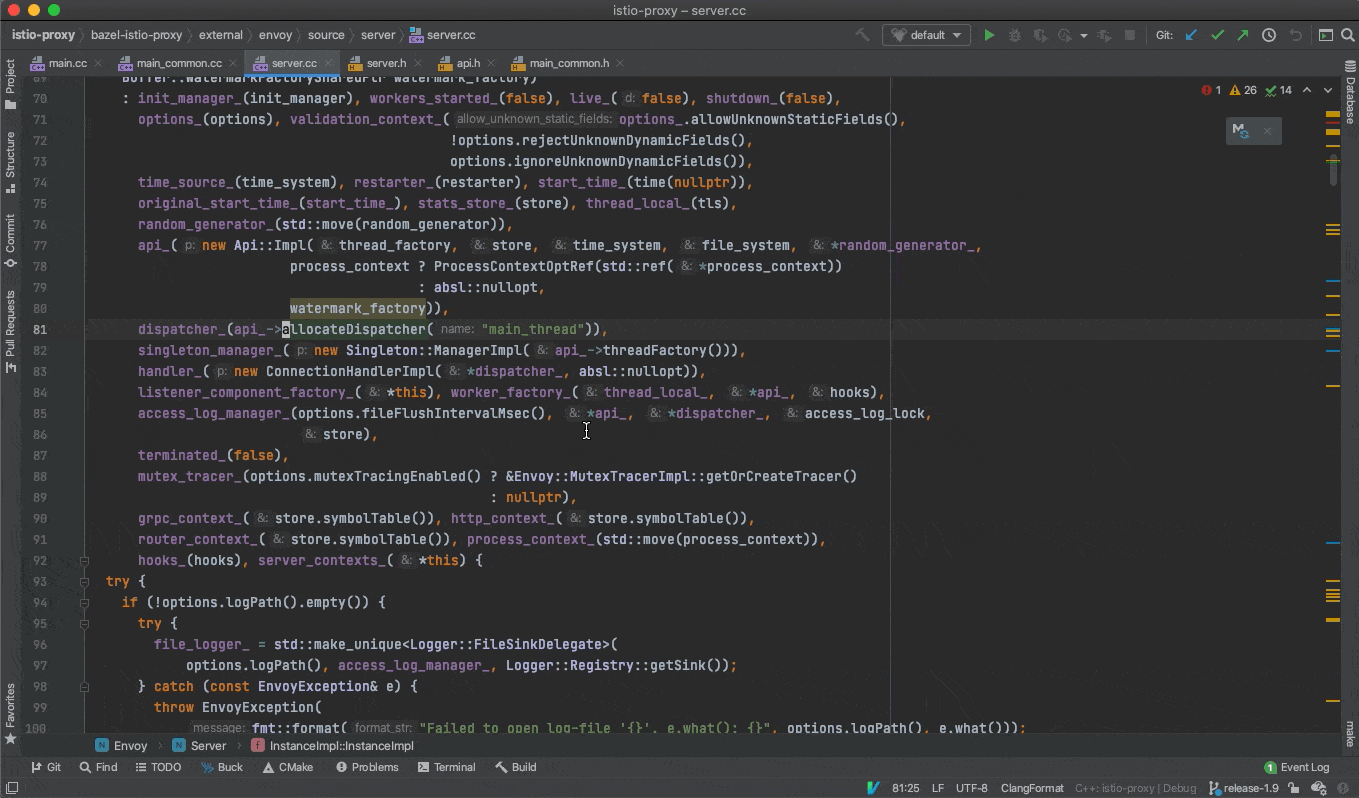 istio-proxy – server.cc
istio-proxy › bazel-istio-proxy › external › envoy › source › server › server.cc
default
Git:
main.cc
main_common.cc
server.cc
server.h
api.h
main_common.h
Project
Structure
Commit
Pull Requests
Favorites
Database
make
1 26 14
89 Buffer::WatermarkFactorySharedPtr watermark_factory)
70 : init_manager_(init_manager), workers_started_(false), live_( d: false), shutdown_(false),
71 options_(options), validation_context_( allow_unknown_static_fields: options_.allowUnknownStaticFields(),
72 !options.rejectUnknownDynamicFields(),
73 options.ignoreUnknownDynamicFields()),
74 time_source_(time_system), restarter_(restarter), start_time_(time(nullptr)),
75 original_start_time_(start_time_), stats_store_(store), thread_local_(tls),
76 random_generator_(std::move(random_generator)),
77 api_( p: new Api::Impl( &: thread_factory, &: store, &: time_system, &: file_system, &: *random_generator_,
78 process_context ? ProcessContextOptRef(std::ref( &: *process_context))
79 : absl::nullopt,
80 watermark_factory)),
81 dispatcher_(api_->allocateDispatcher( name: "main_thread")),
82 singleton_manager_( p: new Singleton::ManagerImpl( &: api_->threadFactory())),
83 handler_( p: new ConnectionHandlerImpl( &: *dispatcher_, absl::nullopt)),
84 listener_component_factory_( &: *this), worker_factory_( &: thread_local_, &: *api_, &: hooks),
85 access_log_manager_(options.fileFlushIntervalMsec(), &: *api_, &: *dispatcher_, &: access_log_lock,
86 &: store),
87 terminated_(false),
88 mutex_tracer_(options.mutexTracingEnabled() ? &Envoy::MutexTracerImpl::getOrCreateTracer()
89 : nullptr),
90 grpc_context_( &: store.symbolTable()), http_context_( &: store.symbolTable()),
91 router_context_( &: store.symbolTable()), process_context_(std::move(process_context)),
92 hooks_(hooks), server_contexts_( &: *this) {
93 try {
94 if (!options.logPath().empty()) {
95 try {
96 file_logger_ = std::make_unique<Logger::FileSinkDelegate>(
97 options.logPath(), access_log_manager_, Logger::Registry::getSink());
98 } catch (const EnvoyException& e) {
99 throw EnvoyException(
100 message: fmt::format( format_str: "Failed to open log-file '{}'. e.what(): {}", options.logPath(), e.what()));
N Envoy › N Server › f InstanceImpl::InstanceImpl
Git
Find
TODO
Buck
CMake
Problems
Terminal
Build
1 Event Log
81:25 LF UTF-8 ClangFormat C++: istio-proxy | Debug release-1.9